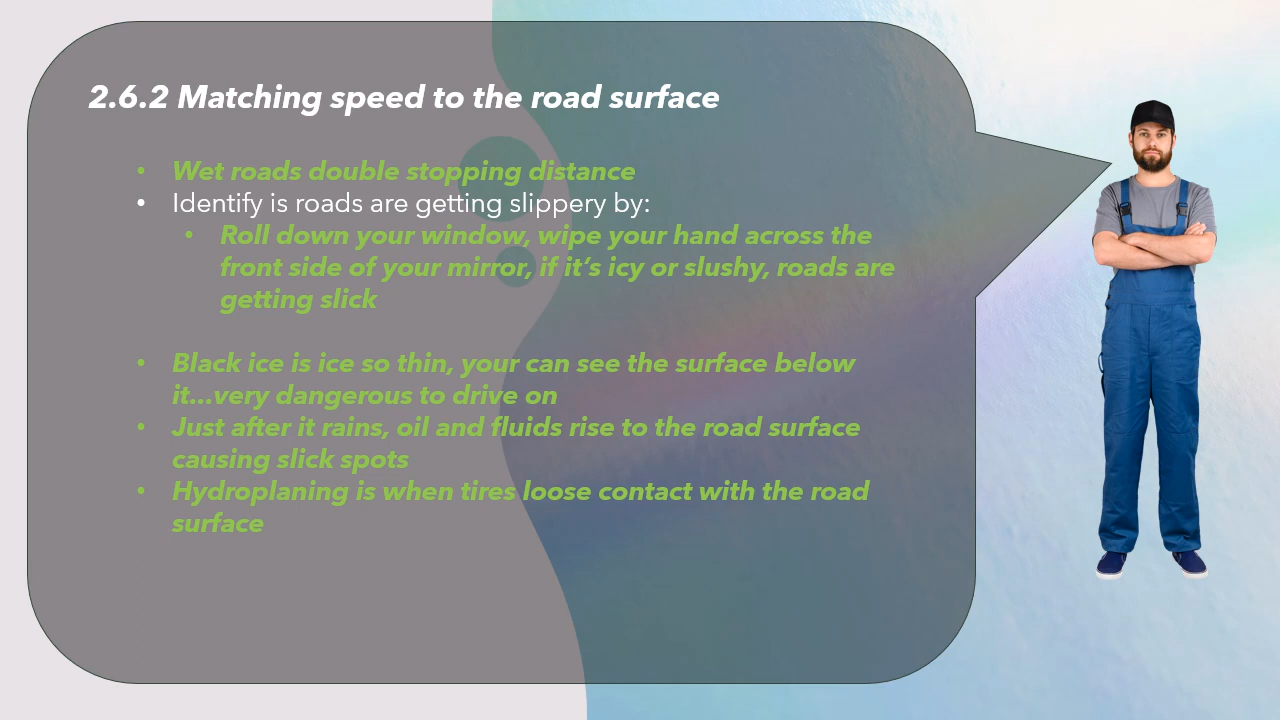 2.6.2 Matching speed to the road surface
• Wet roads double stopping distance
• Identify is roads are getting slippery by:
• Roll down your window, wipe your hand across the
front side of your mirror, if it’s icy or slushy, roads are
getting slick
• Black ice is ice so thin, your can see the surface below
it...very dangerous to drive on
• Just after it rains, oil and fluids rise to the road surface
causing slick spots
• Hydroplaning is when tires loose contact with the road
surface